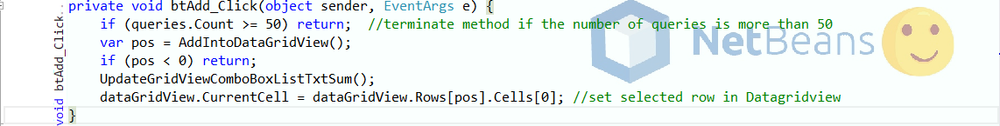 private void btAdd_Click(object sender, EventArgs e) {
if (queries.Count >= 50) return;  //terminate method if the number of queries is more than 50
var pos = AddIntoDataGridView();
if (pos < 0) return;
UpdateGridViewComboBoxListTxtSum();
dataGridView.CurrentCell = dataGridView.Rows[pos].Cells[0]; //set selected row in Datagridview
}
void btAdd_Click
NetBeans